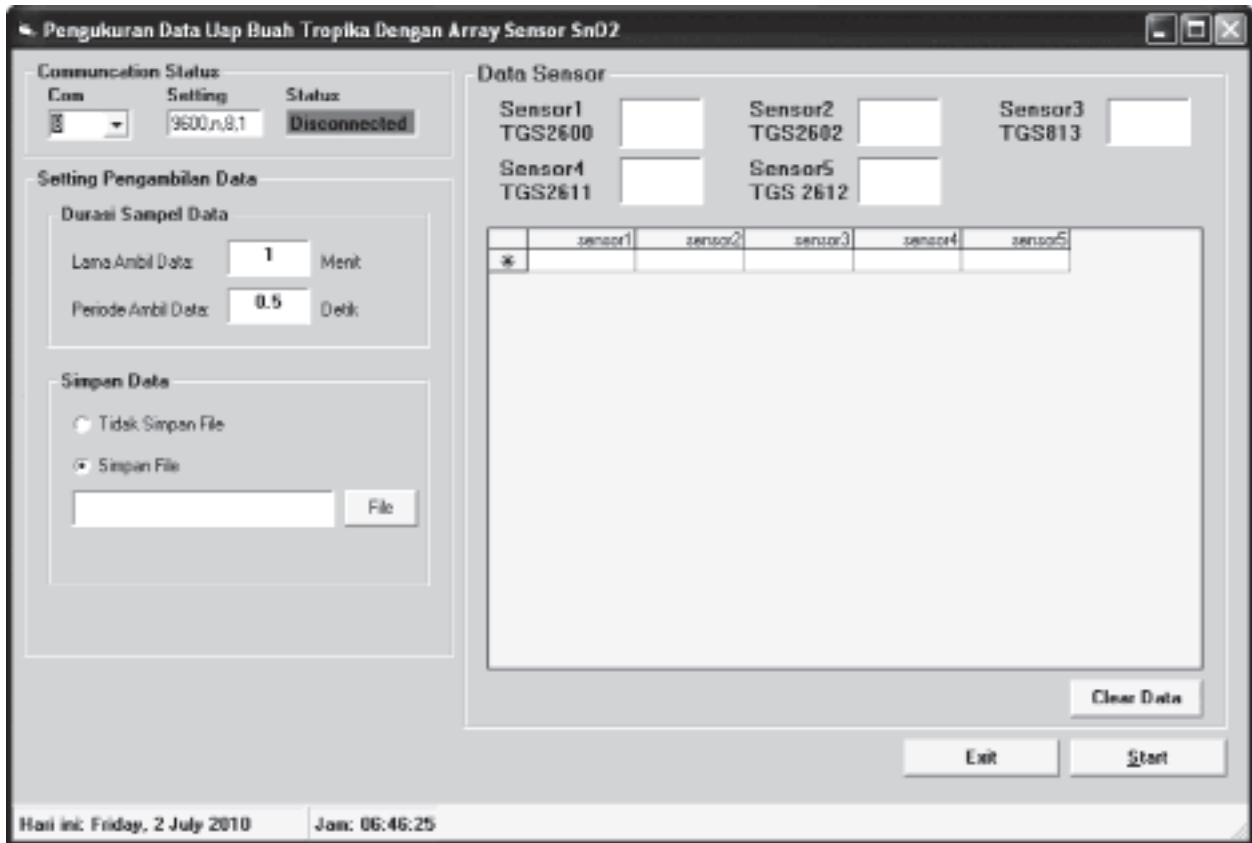 Pengukuran Data Uap Buah Tropika Dengan Array Sensor SnO2
Communcation Status
Com Setting Status
9600,n,8,1 Disconnected
Setting Pengambilan Data
Durasi Sampel Data
Lama Ambil Data: 1 Menit
Periode Ambil Data: 0.5 Detik
Simpan Data
Tidak Simpan File
Simpan File
File
Data Sensor
Sensor1 TGS2600
Sensor2 TGS2602
Sensor3 TGS813
Sensor4 TGS2611
Sensor5 TGS 2612
sensor1 sensor2 sensor3 sensor4 sensor5
Clear Data
Exit Start
Hari ini: Friday, 2 July 2010 Jam: 06:46:25